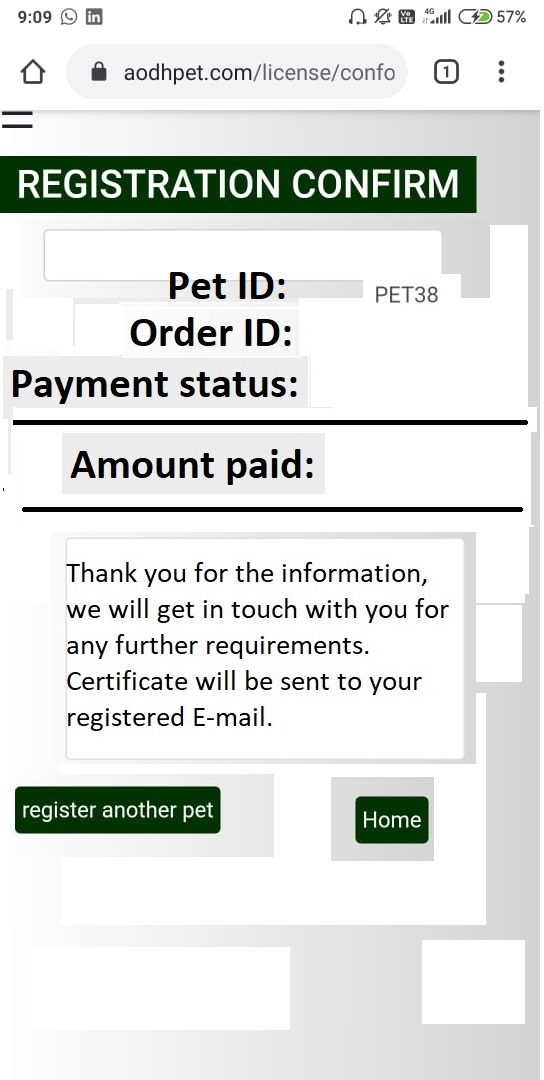 9:09 4G 57%
aodhpet.com/license/confo 1
REGISTRATION CONFIRM
Pet ID: PET38
Order ID:
Payment status:
Amount paid:
Thank you for the information,
we will get in touch with you for
any further requirements.
Certificate will be sent to your
registered E-mail.
register another pet Home